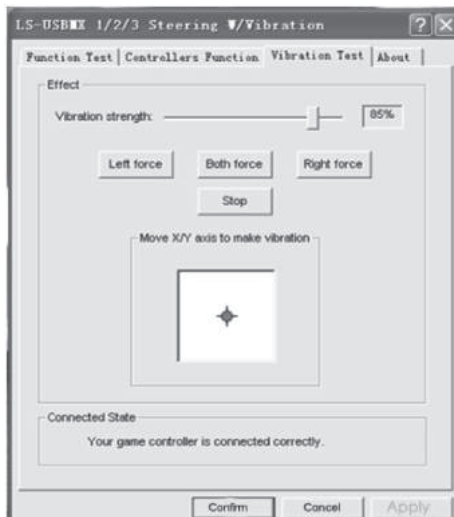 LS-USBMX 1/2/3 Steering W/Vibration
Function Test Controllers Function Vibration Test About
Effect
Vibration strength: 85%
Left force Both force Right force
Stop
Move X/Y axis to make vibration
Connected State
Your game controller is connected correctly.
Confirm Cancel Apply